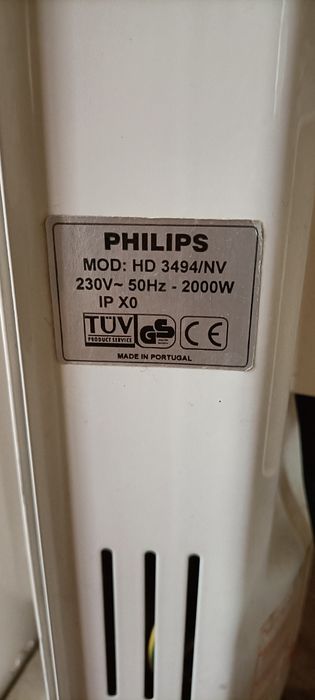 PHILIPS
MOD: HD 3494/NV
230V~ 50Hz - 2000W
IP X0
TÜV
PRODUCT SERVICE
GS
CE
MADE IN PORTUGAL